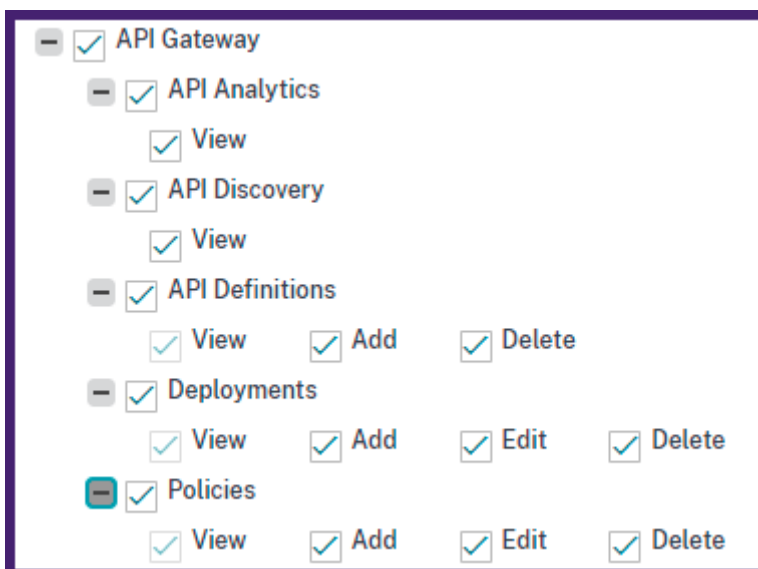 API Gateway
API Analytics
View
API Discovery
View
API Definitions
View Add Delete
Deployments
View Add Edit Delete
Policies
View Add Edit Delete